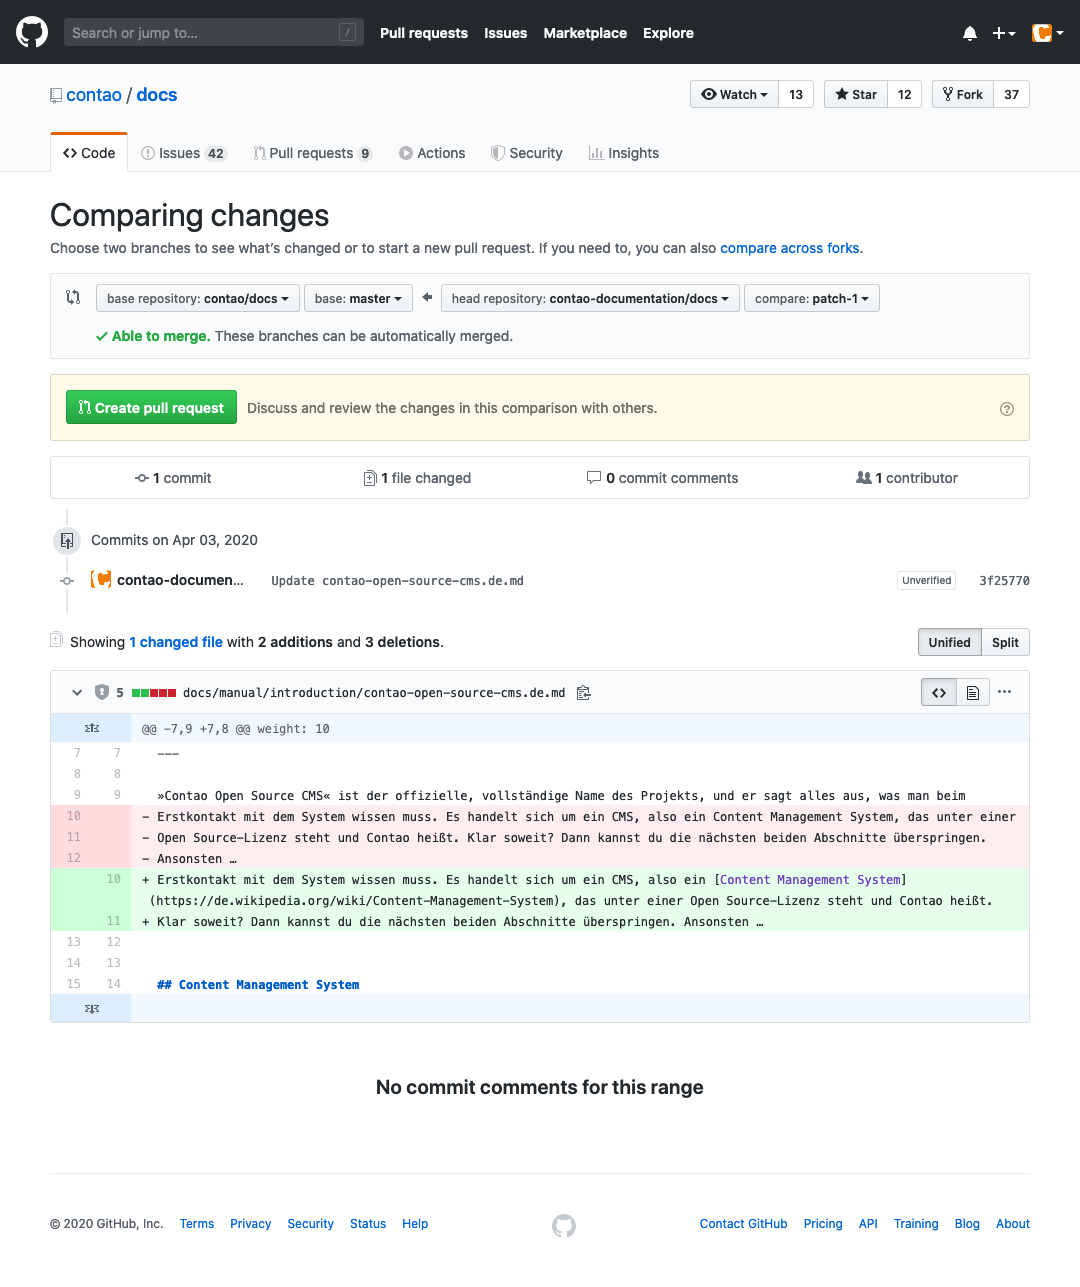 Search or jump to... / Pull requests Issues Marketplace Explore
contao / docs Watch 13 Star 12 Fork 37
Code Issues 42 Pull requests 9 Actions Security Insights
Comparing changes
Choose two branches to see what's changed or to start a new pull request. If you need to, you can also compare across forks.
base repository: contao/docs base: master head repository: contao-documentation/docs compare: patch-1
Able to merge. These branches can be automatically merged.
Create pull request Discuss and review the changes in this comparison with others.
1 commit 1 file changed 0 commit comments 1 contributor
Commits on Apr 03, 2020
contao-documen... Update contao-open-source-cms.de.md Unverified 3f25770
Showing 1 changed file with 2 additions and 3 deletions. Unified Split
5 docs/manual/introduction/contao-open-source-cms.de.md
@@ -7,9 +7,8 @@ weight: 10
7 7 ---
8 8
9 9 »Contao Open Source CMS« ist der offizielle, vollständige Name des Projekts, und er sagt alles aus, was man beim
10 - Erstkontakt mit dem System wissen muss. Es handelt sich um ein CMS, also ein Content Management System, das unter einer
11 - Open Source-Lizenz steht und Contao heißt. Klar soweit? Dann kannst du die nächsten beiden Abschnitte überspringen.
12 - Ansonsten …
10 + Erstkontakt mit dem System wissen muss. Es handelt sich um ein CMS, also ein [Content Management System]
(https://de.wikipedia.org/wiki/Content-Management-System), das unter einer Open Source-Lizenz steht und Contao heißt.
11 + Klar soweit? Dann kannst du die nächsten beiden Abschnitte überspringen. Ansonsten …
13 12
14 13
15 14 ## Content Management System
No commit comments for this range
© 2020 GitHub, Inc. Terms Privacy Security Status Help Contact GitHub Pricing API Training Blog About